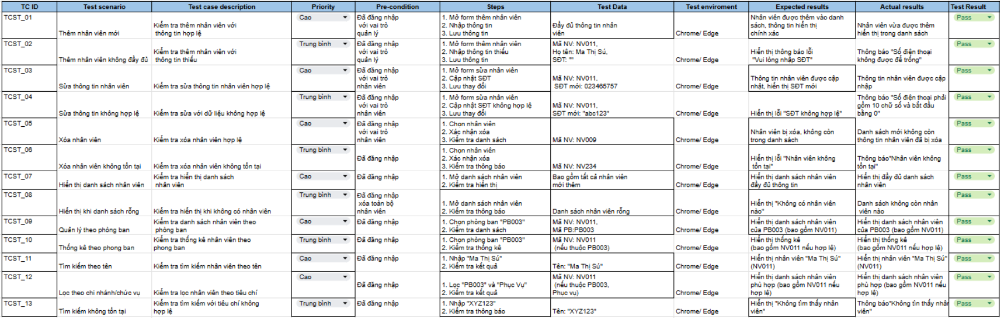 TC ID Test scenario Test case description Priority Pre-condition Steps Test Data Test enviroment Expected results Actual results Test Result
TCST_01
Thêm nhân viên mới
Kiểm tra thêm nhân viên với
thông tin hợp lệ
Cao
Đã đăng nhập
với vai trò
quản lý
1. Mở form thêm nhân viên
2. Nhập thông tin
3. Lưu thông tin
Đầy đủ thông tin nhân
viên
Chrome/ Edge
Nhân viên được thêm vào danh
sách, thông tin hiển thị
chính xác
Nhân viên vừa được thêm
hiển thị trong danh sách
Pass
TCST_02
Thêm nhân viên không đầy đủ
Kiểm tra thêm nhân viên với
thông tin thiếu
Trung bình
Đã đăng nhập
với vai trò
quản lý
1. Mở form thêm nhân viên
2. Nhập thông tin thiếu
3. Lưu thông tin
Mã NV: NV011,
Họ tên: Ma Thị Sú,
SĐT: ""
Chrome/ Edge
Hiển thị thông báo lỗi
"Vui lòng nhập SĐT"
Thông báo "Số điện thoại
không được để trống"
Pass
TCST_03
Sửa thông tin nhân viên
Kiểm tra sửa thông tin nhân viên hợp lệ
Cao
Đã đăng nhập
với vai trò
nhân viên
1. Mở form sửa nhân viên
2. Cập nhật SĐT
3. Lưu thay đổi
Mã NV: NV011,
SĐT mới: 023465757
Chrome/ Edge
Thông tin nhân viên được cập
nhật, hiển thị SĐT mới
Thông tin nhân viên được cập
nhập
Pass
TCST_04
Sửa thông tin không hợp lệ
Kiểm tra sửa với dữ liệu không hợp lệ
Trung bình
Đã đăng nhập
với vai trò
nhân viên
1. Mở form sửa nhân viên
2. Cập nhật SĐT không hợp lệ
3. Lưu thay đổi
Mã NV: NV011,
SĐT mới: "abc123"
Chrome/ Edge
Hiển thị lỗi "SĐT không hợp lệ"
Thông báo "Số điện thoại phải
gồm 10 chữ số và bắt đầu
bằng 0"
Pass
TCST_05
Xóa nhân viên
Kiểm tra xóa nhân viên hợp lệ
Cao
Đã đăng nhập
với vai trò
nhân viên
1. Chọn nhân viên
2. Xác nhận xóa
3. Kiểm tra danh sách
Mã NV: NV009
Chrome/ Edge
Nhân viên bị xóa, không còn
trong danh sách
Danh sách mới không còn
thông tin nhân viên đã bị xóa
Pass
TCST_06
Xóa nhân viên không tồn tại
Kiểm tra xóa nhân viên không tồn tại
Trung bình
Đã đăng nhập
1. Chọn nhân viên
2. Xác nhận xóa
3. Kiểm tra thông báo
Mã NV: NV234
Chrome/ Edge
Hiển thị lỗi "Nhân viên không
tồn tại"
Thông báo"Nhân viên không
tồn tại"
Pass
TCST_07
Hiển thị danh sách nhân viên
Kiểm tra hiển thị danh sách
nhân viên
Cao
Đã đăng nhập
1. Mở danh sách nhân viên
2. Kiểm tra hiển thị
Bao gồm tất cả nhân viên
mới thêm
Chrome/ Edge
Hiển thị danh sách nhân viên
đầy đủ thông tin
Hiển thị đầy đủ danh sách
nhân viên
Pass
TCST_08
Hiển thị khi danh sách rỗng
Kiểm tra hiển thị khi không có nhân viên
Trung bình
Đã đăng nhập
xóa toàn bộ
nhân viên
1. Mở danh sách nhân viên
2. Kiểm tra thông báo
Danh sách nhân viên rỗng
Chrome/ Edge
Hiển thị "Không có nhân viên
nào"
Danh sách không còn nhân
viên nào
Pass
TCST_09
Quản lý theo phòng ban
Kiểm tra danh sách nhân viên theo
phòng ban
Cao
Đã đăng nhập
1. Chọn phòng ban "PB003"
2. Kiểm tra danh sách
Mã NV: NV011,
Mã PB:PB003
Chrome/ Edge
Hiển thị danh sách nhân viên
của PB003 (bao gồm NV011)
Hiển thị danh sách nhân viên
của PB003 (bao gồm NV011)
Pass
TCST_10
Thống kê theo phong ban
Kiểm tra thống kê nhân viên theo
phong ban
Trung bình
Đã đăng nhập
1. Chọn phòng ban "PB003"
2. Kiểm tra thống kê
Mã NV: NV011
(nếu thuộc PB003)
Chrome/ Edge
Hiển thị thống kê
(bao gồm NV011 nếu hợp lệ)
Hiển thị thống kê
(bao gồm NV011 nếu hợp lệ)
Pass
TCST_11
Tìm kiếm theo tên
Kiểm tra tìm kiếm nhân viên theo tên
Cao
Đã đăng nhập
1. Nhập "Ma Thị Sú"
2. Kiểm tra kết quả
Tên: "Ma Thị Sú"
Chrome/ Edge
Hiển thị nhân viên "Ma Thị Sú"
(NV011)
Hiển thị nhân viên "Ma Thị Sú"
(NV011)
Pass
TCST_12
Lọc theo chi nhánh/chức vụ
Kiểm tra lọc nhân viên theo tiêu chí
Cao
Đã đăng nhập
1. Lọc "PB003" và "Phục Vụ"
2. Kiểm tra kết quả
Mã NV: NV011
(nếu thuộc PB003,
Phục vụ)
Chrome/ Edge
Hiển thị danh sách nhân viên
phù hợp (bao gồm NV011 nếu
hợp lệ)
Hiển thị danh sách nhân viên
phù hợp (bao gồm NV011 nếu
hợp lệ)
Pass
TCST_13
Tìm kiếm không tồn tại
Kiểm tra tìm kiếm với tiêu chí không
hợp lệ
Trung bình
Đã đăng nhập
1. Nhập "XYZ123"
2. Kiểm tra thông báo
Tên: "XYZ123"
Chrome/ Edge
Hiển thị "Không tìm thấy nhân
viên"
Thông báo"Không tìn thấy nhân
viên"
Pass